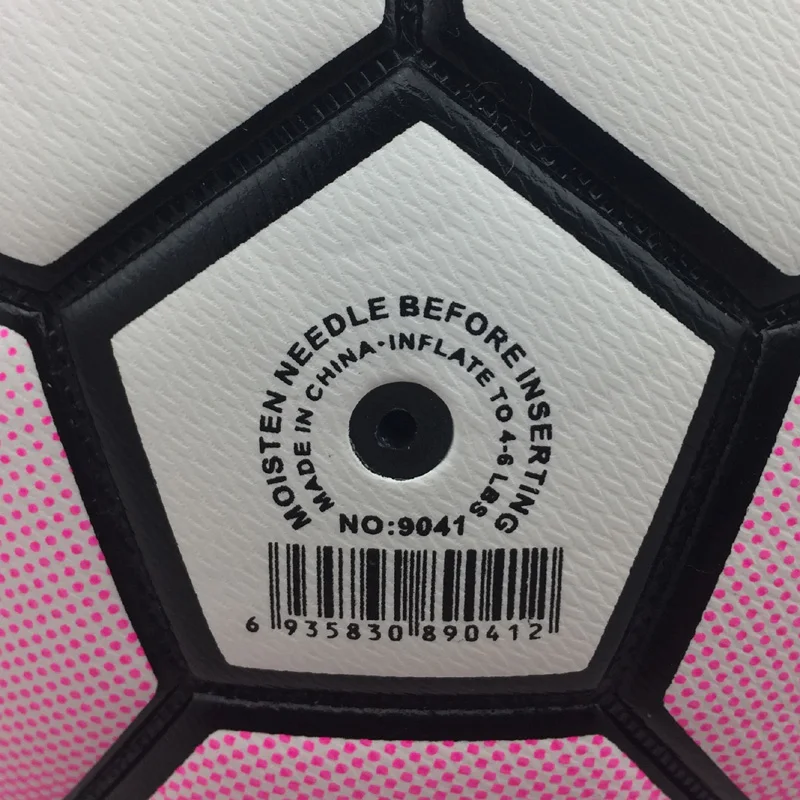 MOISTEN NEEDLE BEFORE INSERTING
MADE IN CHINA·INFLATE TO 4-6 LBS
NO:9041
6 935830 890412